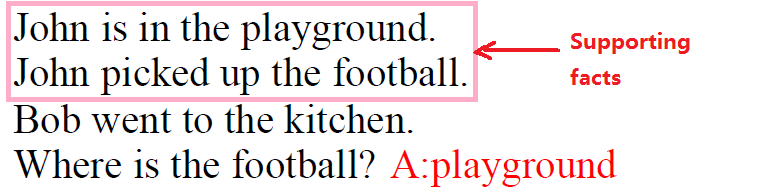 John is in the playground.
John picked up the football.
Supporting
facts
Bob went to the kitchen.
Where is the football? A:playground